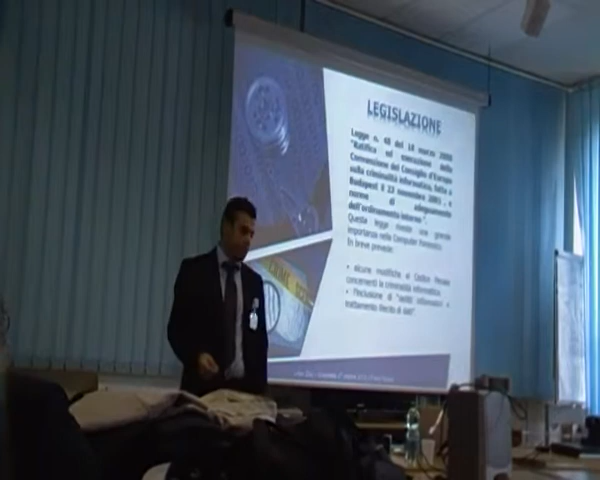 LEGISLAZIONE
Legge n. 48 del 18 marzo 2008
"Ratifica ed esecuzione della
Convenzione del Consiglio d'Europa
sulla criminalità informatica, fatta a
Budapest il 23 novembre 2001, e
norme di adeguamento
dell'ordinamento interno".
Questa legge riveste una grande
importanza nella Computer Forensics.
In breve prevede:
• alcune modifiche al Codice Penale
concernenti la criminalità informatica;
• l'inclusione di "delitti informatici e
trattamento illecito di dati"
CRIME